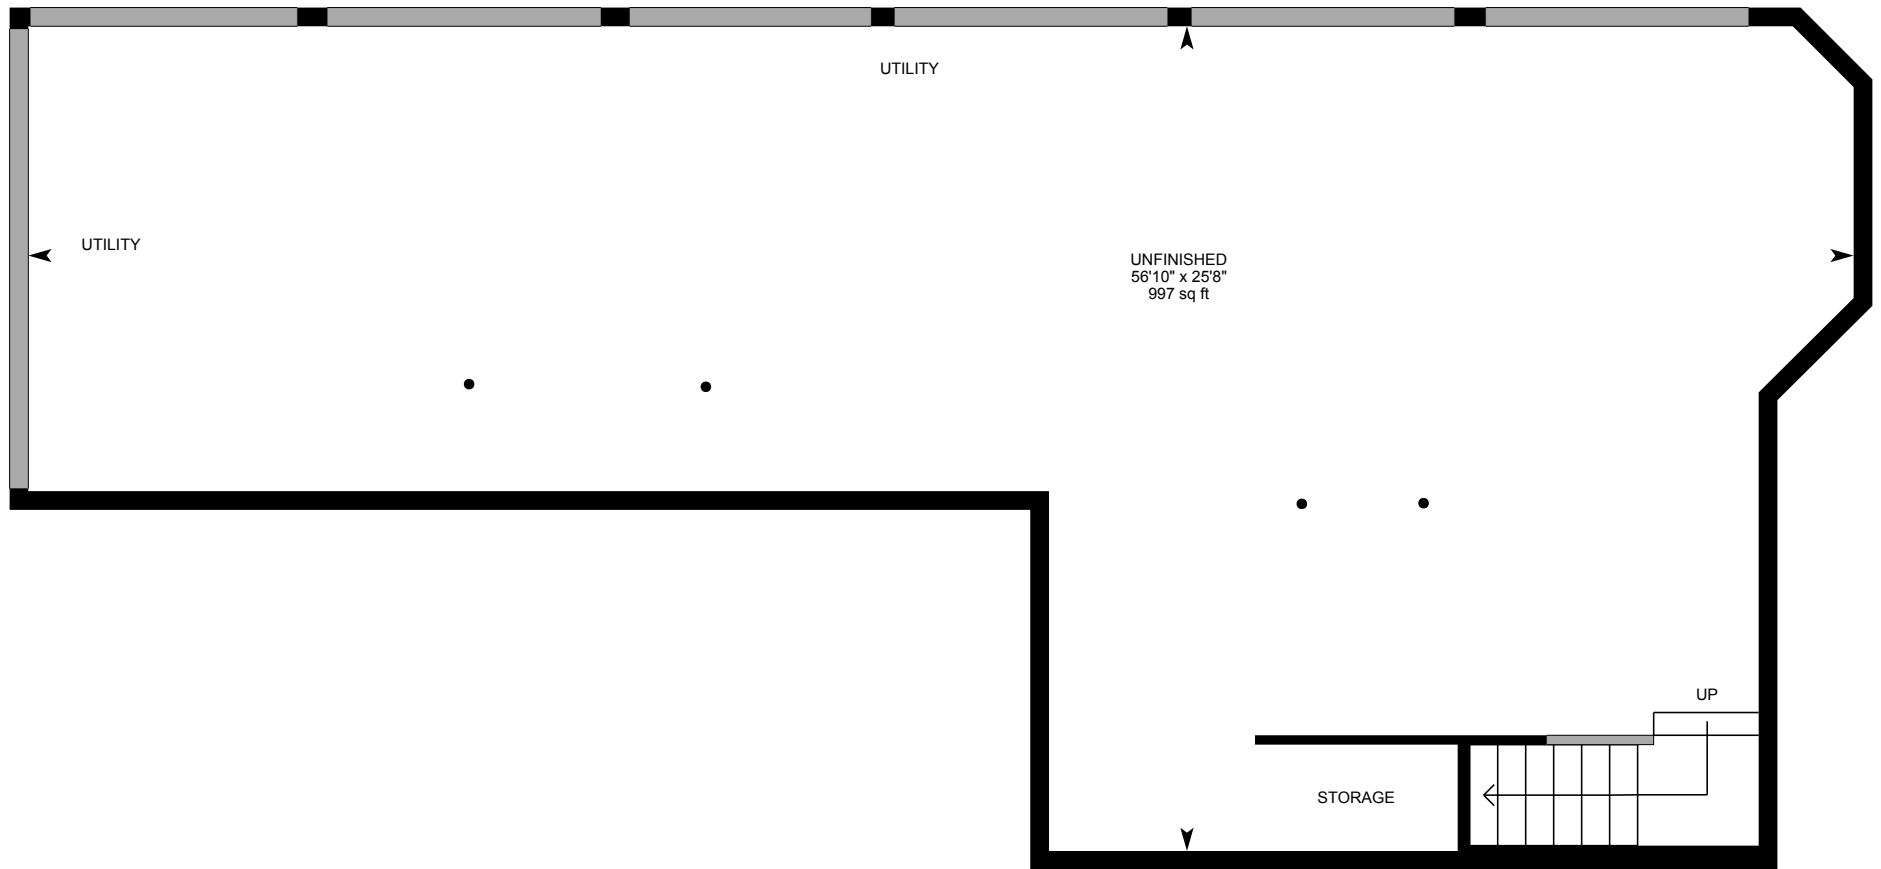 UTILITY
UTILITY
UNFINISHED
56'10" x 25'8"
997 sq ft
UP
STORAGE